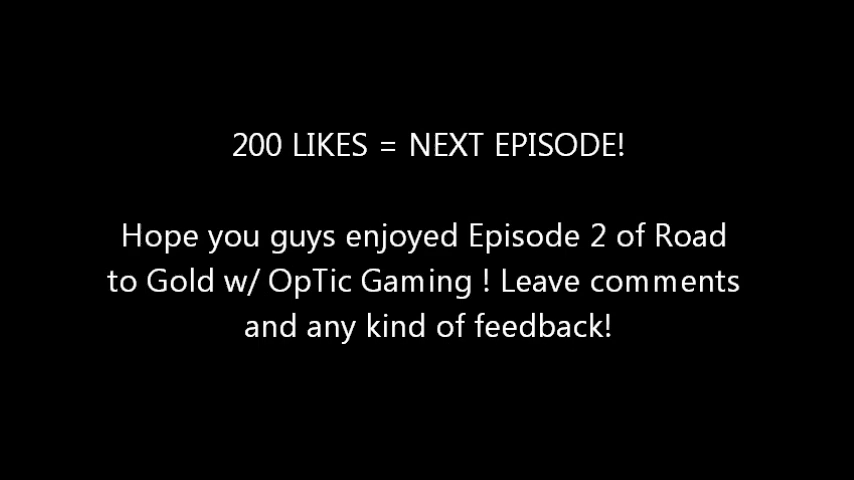 200 LIKES = NEXT EPISODE!
Hope you guys enjoyed Episode 2 of Road
to Gold w/ OpTic Gaming ! Leave comments
and any kind of feedback!